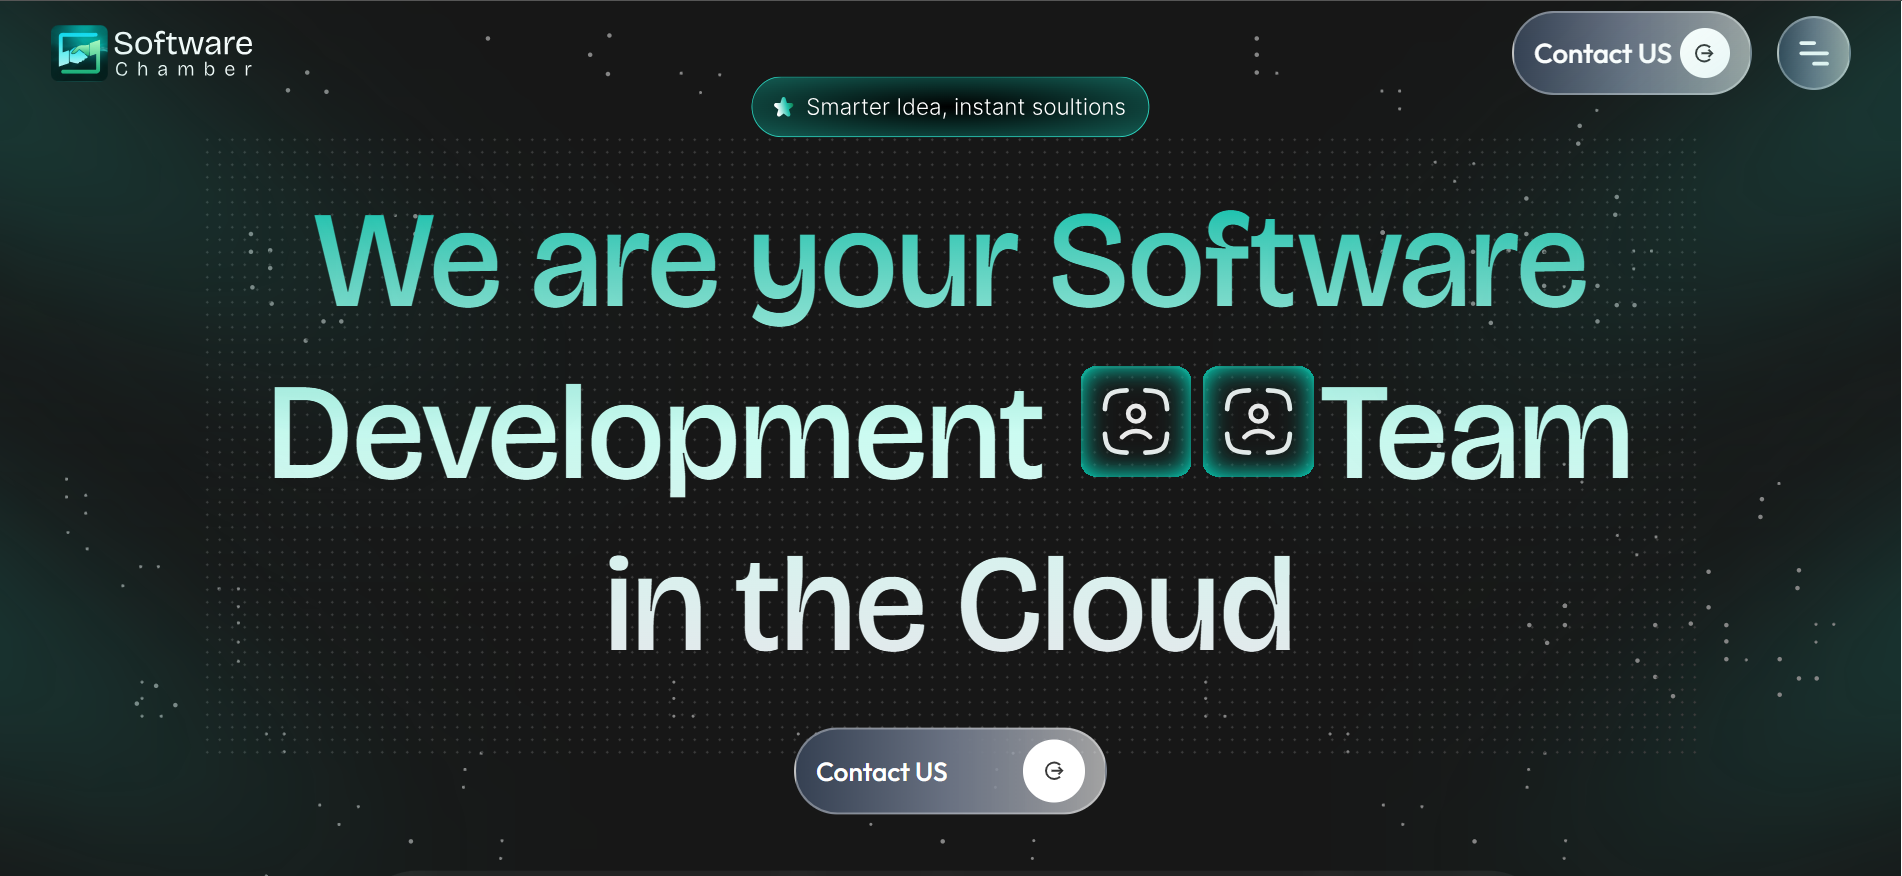 Software
Chamber
Contact US
Smarter Idea, instant soultions
We are your Software
Development Team
in the Cloud
Contact US